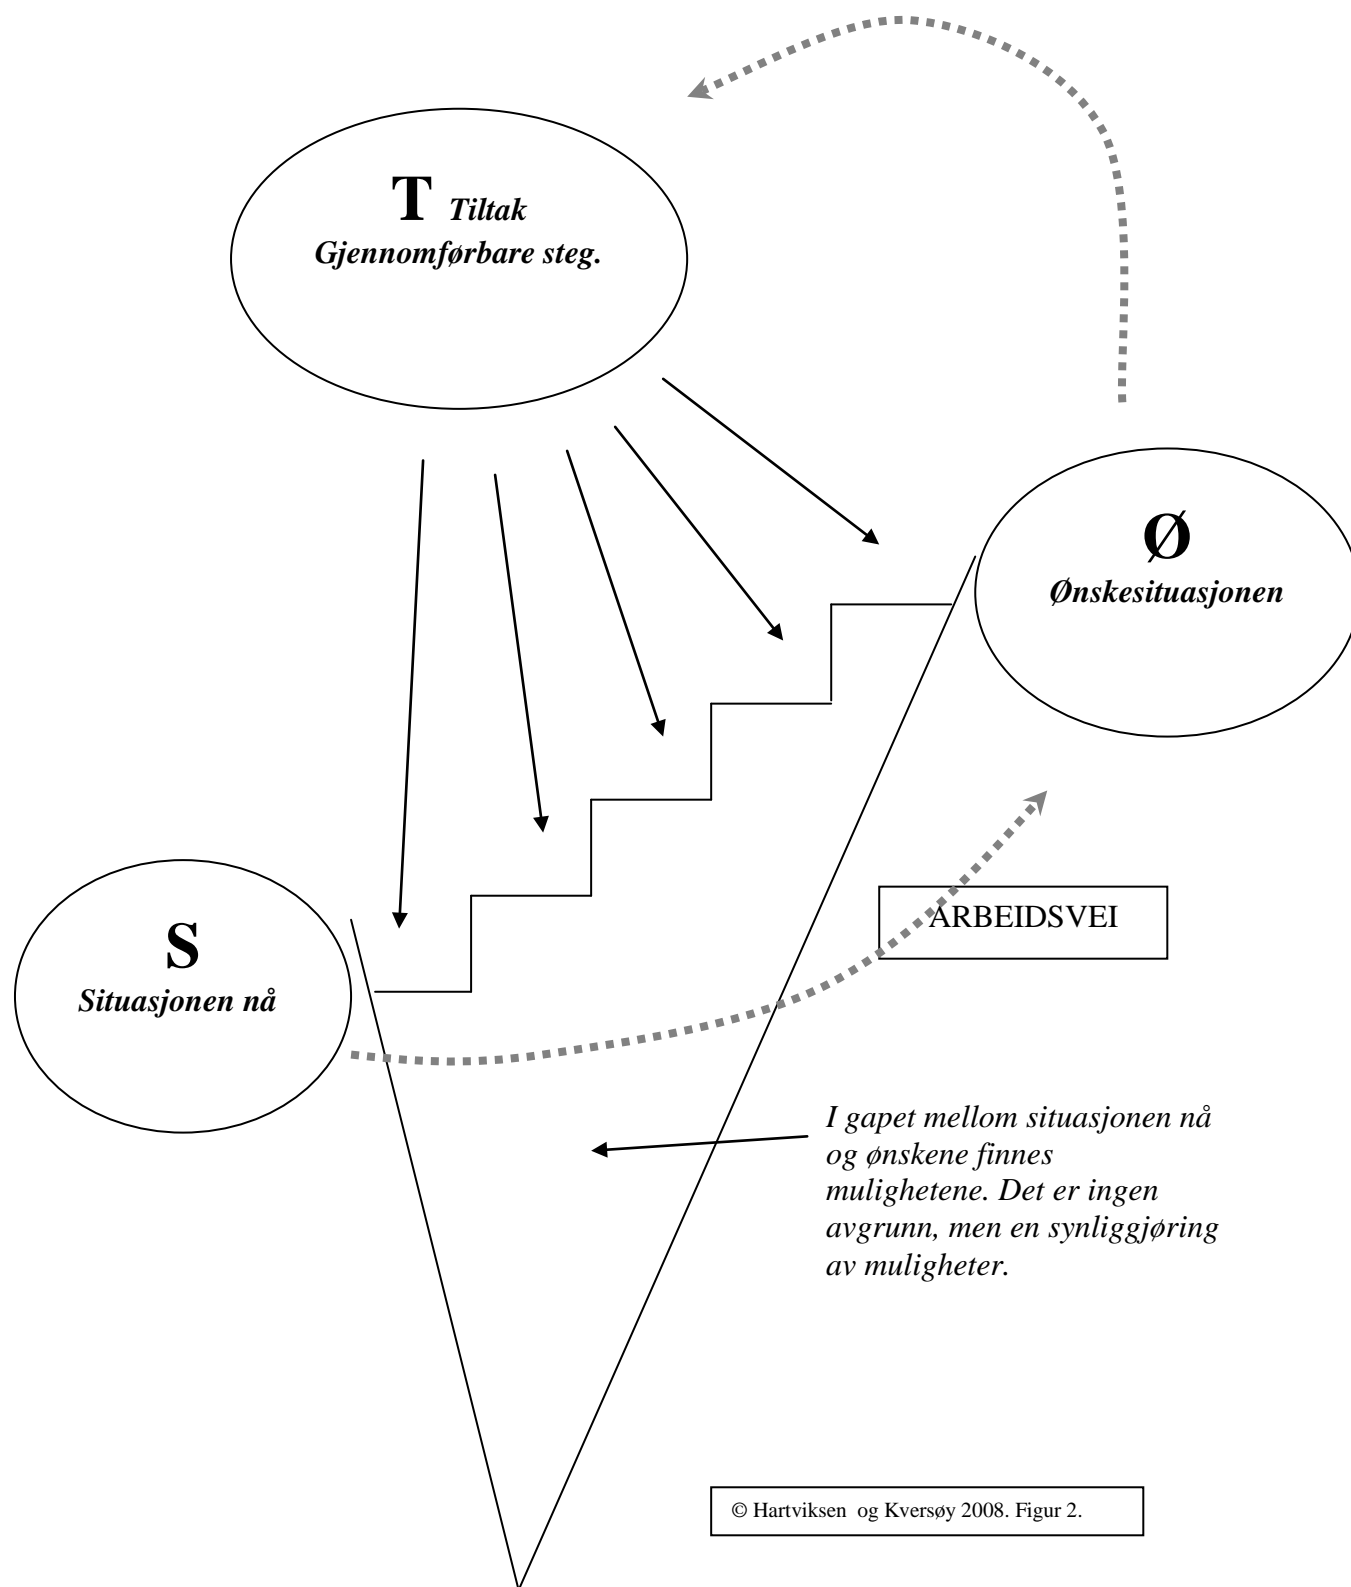 T Tiltak
Gjennomførbare steg.
Ø
Ønskesituasjonen
S
Situasjonen nå
ARBEIDSVEI
I gapet mellom situasjonen nå
og ønskene finnes
mulighetene. Det er ingen
avgrunn, men en synliggjøring
av muligheter.
© Hartviksen og Kversøy 2008. Figur 2.